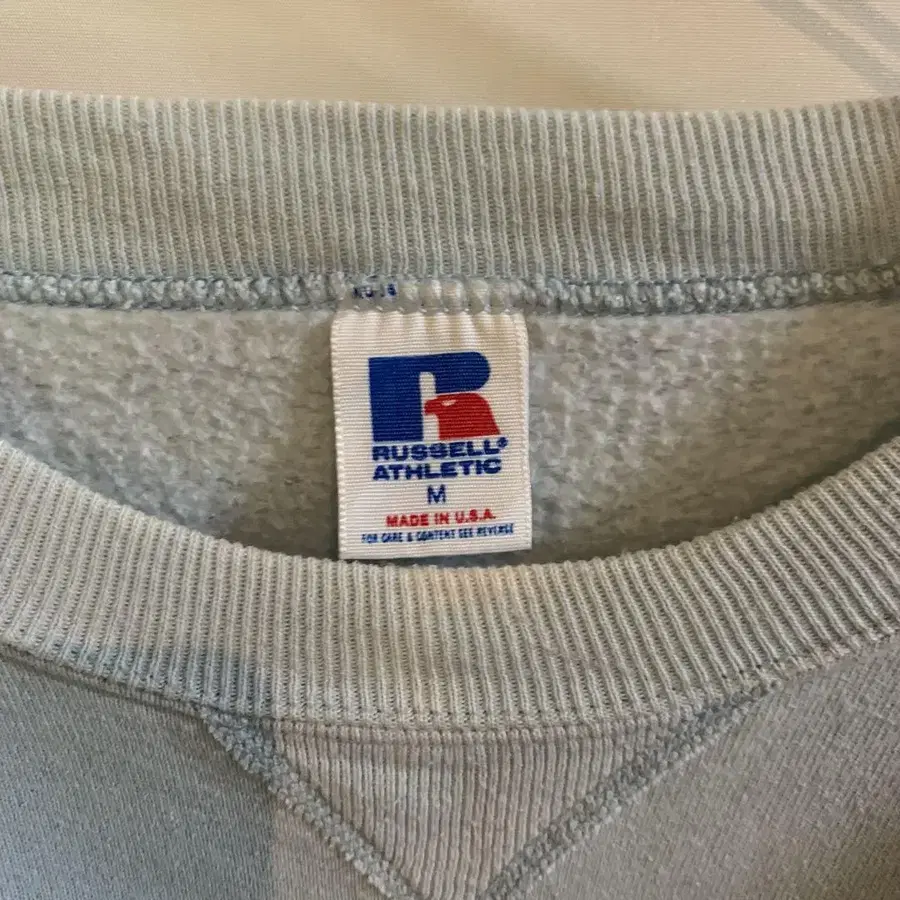 RUSSELL®
ATHLETIC
M
MADE IN U.S.A.
FOR CARE & CONTENT SEE REVERSE